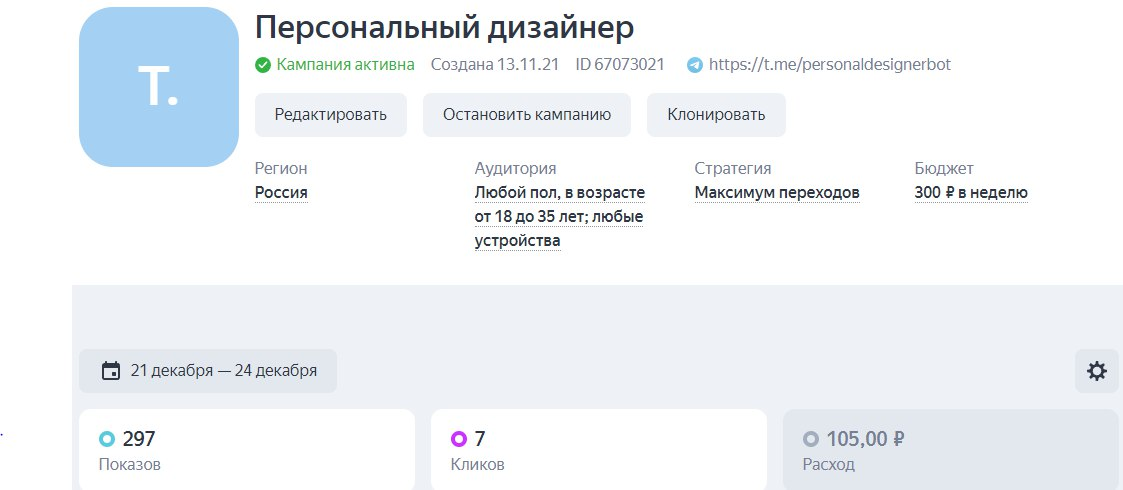 Т.
Персональный дизайнер
Кампания активна Создана 13.11.21 ID 67073021 https://t.me/personaldesignerbot
Редактировать Остановить кампанию Клонировать
Регион Аудитория Стратегия Бюджет
Россия Любой пол, в возрасте Максимум переходов 300 ₽ в неделю
от 18 до 35 лет; любые
устройства
21 декабря — 24 декабря
297 7 105,00 ₽
Показов Кликов Расход